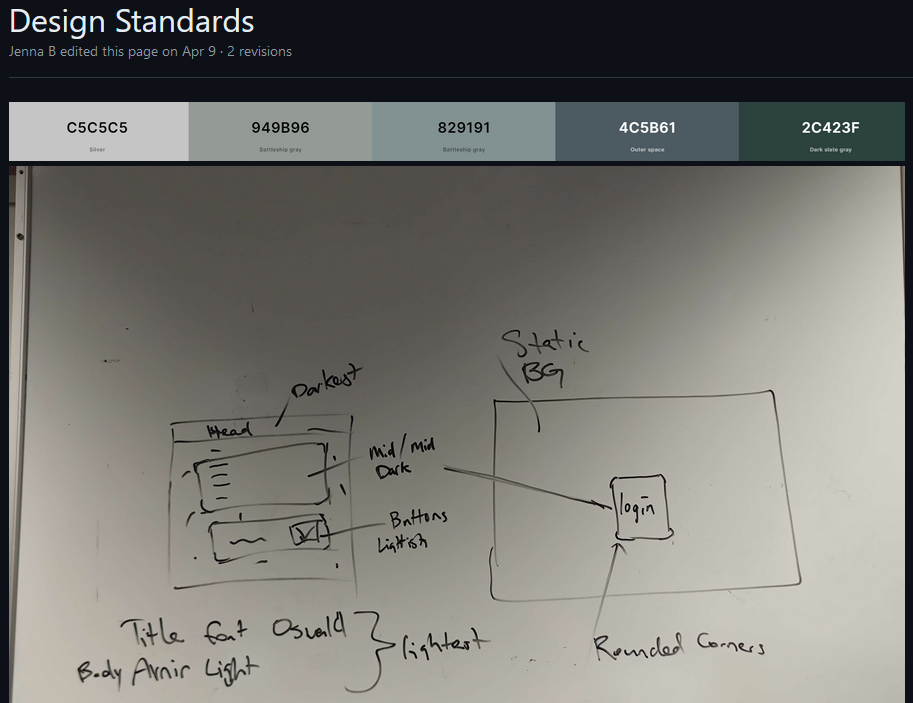 Design Standards
Jenna B edited this page on Apr 9 · 2 revisions
C5C5C5
Silver
949B96
Battleship gray
829191
Battleship gray
4C5B61
Outer space
2C423F
Dark slate gray
Static
BG
Darkest
Head
Mid/Mid
Dark
login
Buttons
Lightish
Title font Oswald
Body Avnir Light
lightest
Rounded Corners